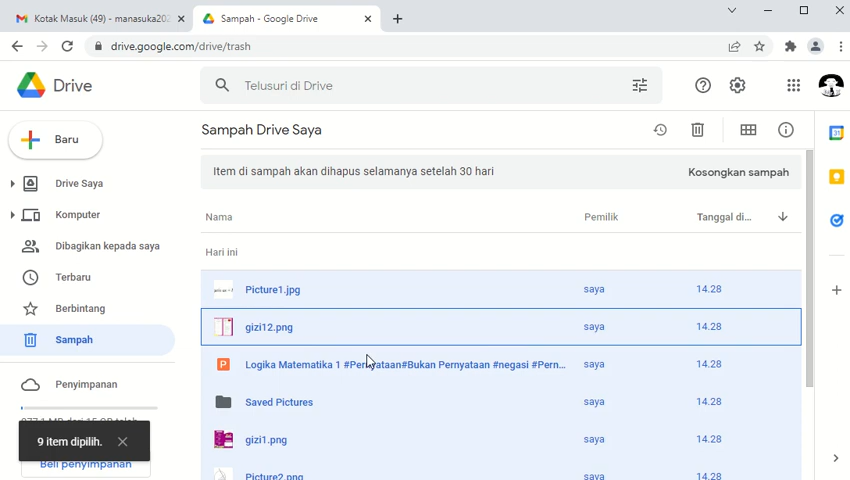 Kotak Masuk (49) - manasuka202
Sampah - Google Drive
drive.google.com/drive/trash
Drive
Telusuri di Drive
Baru
Sampah Drive Saya
Item di sampah akan dihapus selamanya setelah 30 hari
Kosongkan sampah
Drive Saya
Komputer
Dibagikan kepada saya
Terbaru
Berbintang
Sampah
Penyimpanan
Nama
Pemilik
Tanggal di...
Hari ini
Picture1.jpg
saya
14.28
gizi12.png
saya
14.28
P
Logika Matematika 1 #Pernyataan#Bukan Pernyataan #negasi #Pern...
saya
14.28
Saved Pictures
saya
14.28
gizi1.png
saya
14.28
Picture2.png
saya
14.28
9 item dipilih.
Beli penyimpanan
31